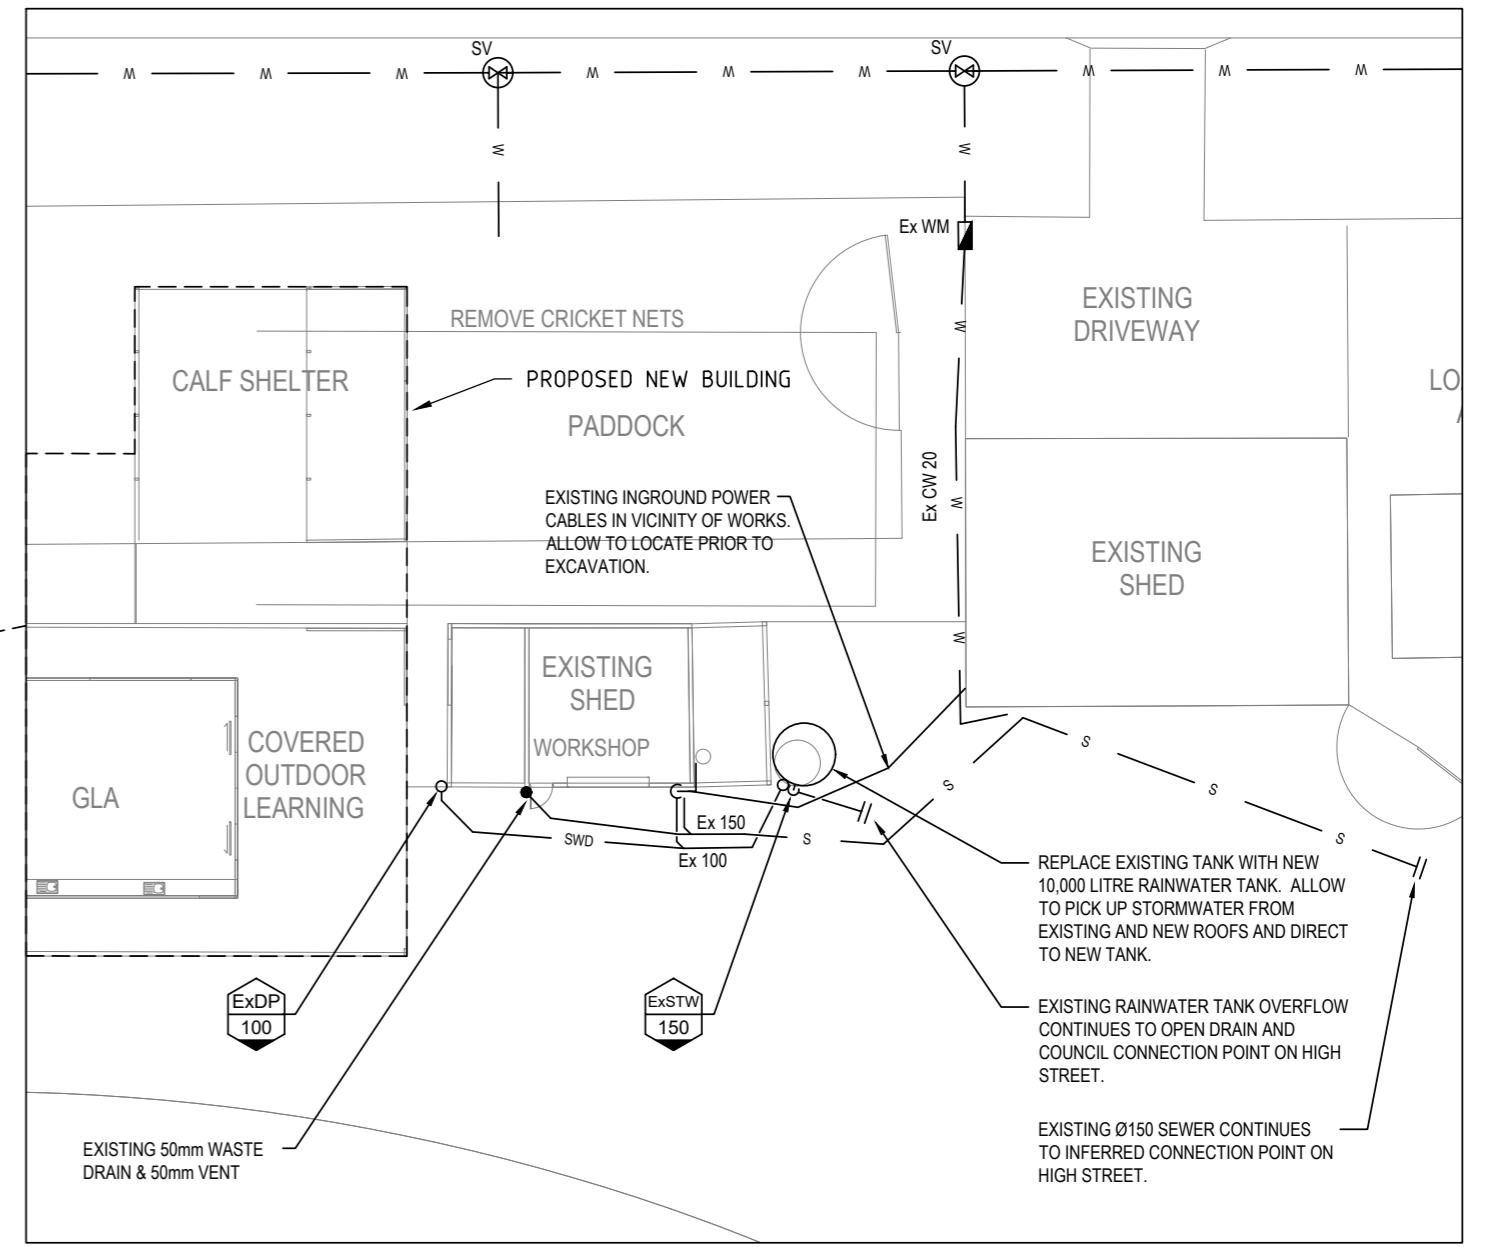 SV
SV
W W W W W W W W W
W
W
Ex WM
W
EXISTING
DRIVEWAY
REMOVE CRICKET NETS
CALF SHELTER
PROPOSED NEW BUILDING
LO
PADDOCK
Ex CW 20
W
EXISTING INGROUND POWER
CABLES IN VICINITY OF WORKS.
ALLOW TO LOCATE PRIOR TO
EXCAVATION.
EXISTING
SHED
W
EXISTING
SHED
WORKSHOP
COVERED
OUTDOOR
LEARNING
GLA
S
S
S
S
S
SWD
Ex 150
Ex 100
REPLACE EXISTING TANK WITH NEW
10,000 LITRE RAINWATER TANK. ALLOW
TO PICK UP STORMWATER FROM
EXISTING AND NEW ROOFS AND DIRECT
TO NEW TANK.
ExDP
100
ExSTW
150
EXISTING RAINWATER TANK OVERFLOW
CONTINUES TO OPEN DRAIN AND
COUNCIL CONNECTION POINT ON HIGH
STREET.
EXISTING 50mm WASTE
DRAIN & 50mm VENT
EXISTING Ø150 SEWER CONTINUES
TO INFERRED CONNECTION POINT ON
HIGH STREET.